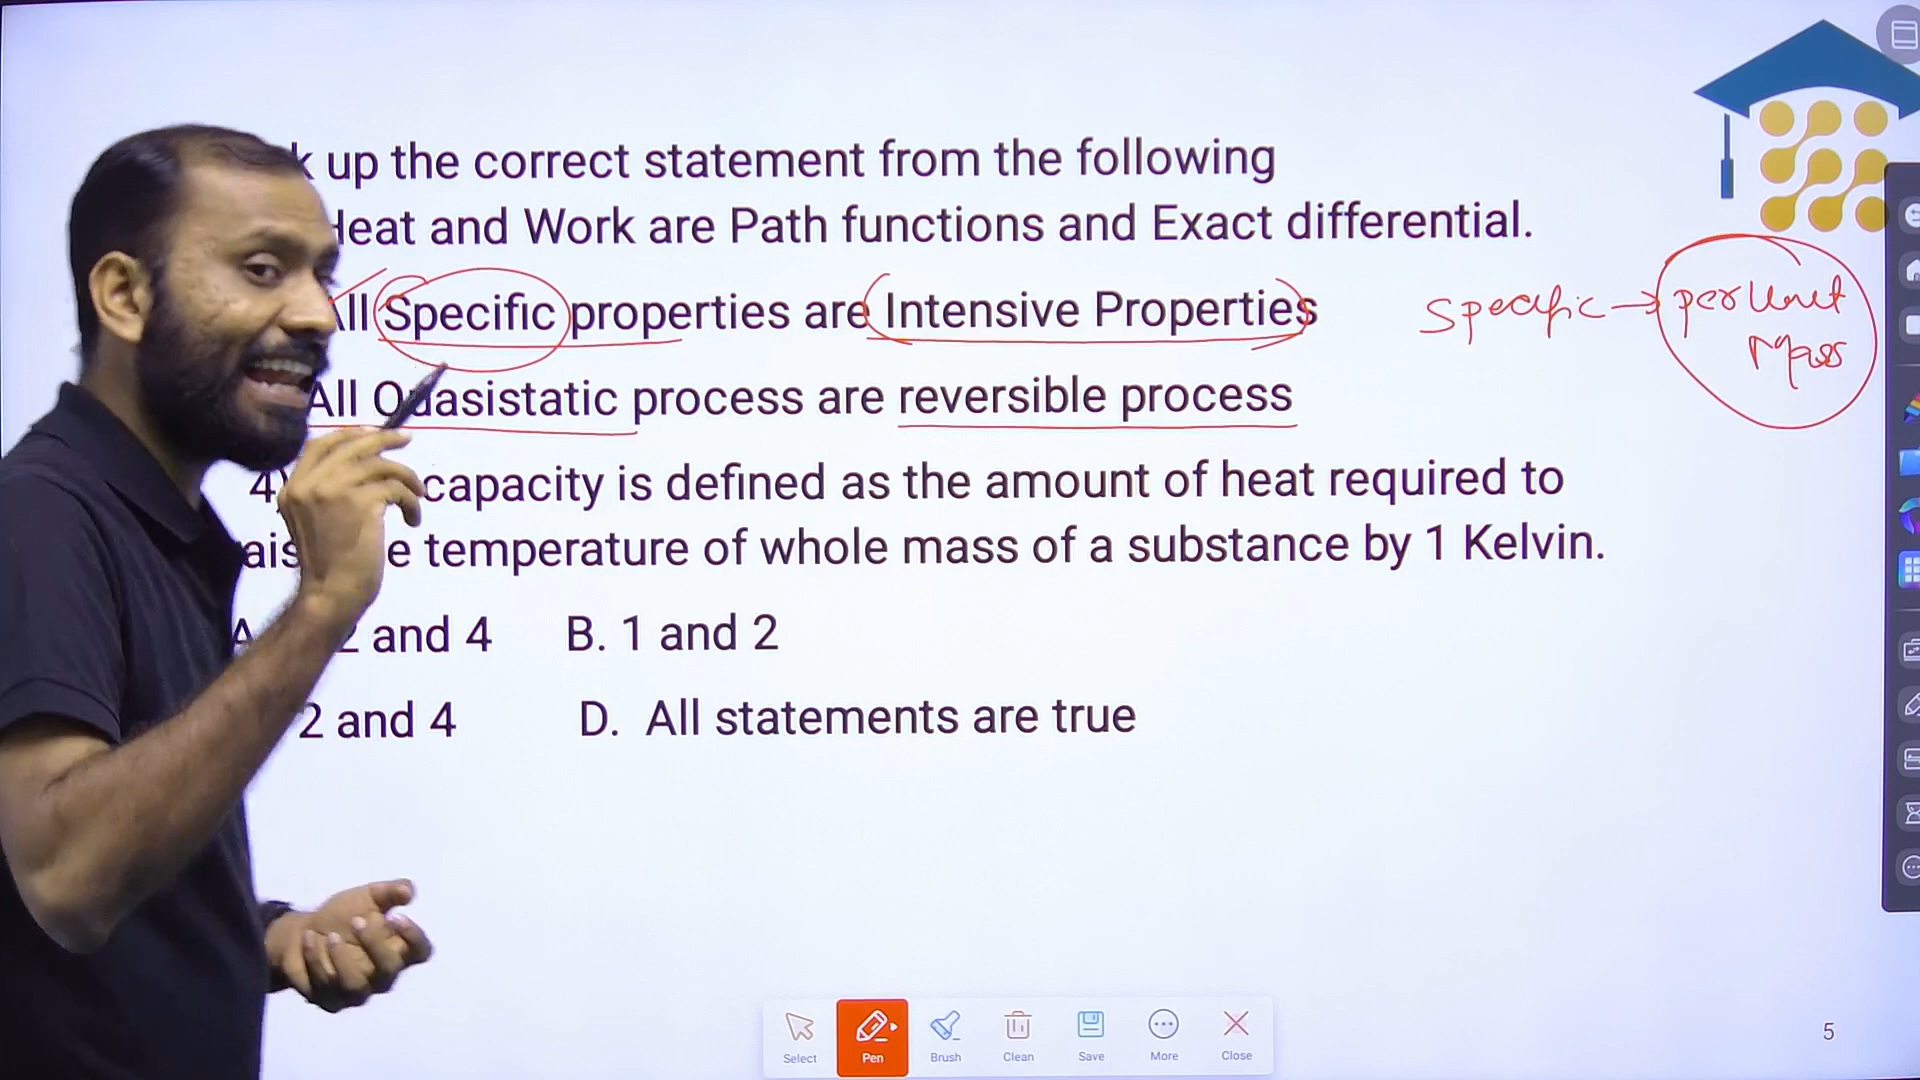 up the correct statement from the following
Heat and Work are Path functions and Exact differential.
All Specific properties are Intensive Properties
Specific → per Unit
Mass
All Quasistatic process are reversible process
4) capacity is defined as the amount of heat required to
temperature of whole mass of a substance by 1 Kelvin.
A. 2 and 4 B. 1 and 2
2 and 4 D. All statements are true
Select Pen Brush Clean Save More Close
5